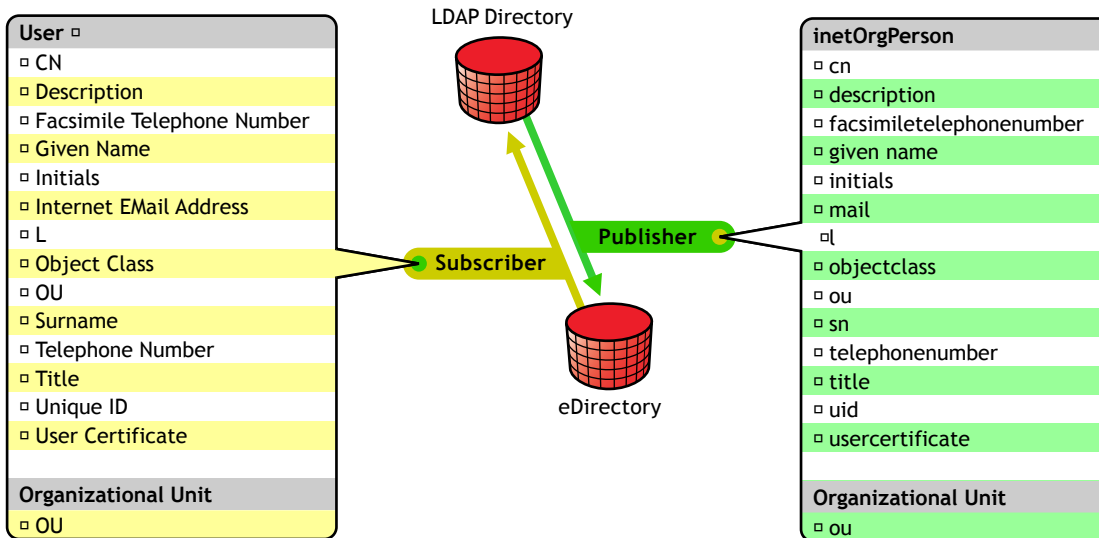 User
CN
Description
Facsimile Telephone Number
Given Name
Initials
Internet EMail Address
L
Object Class
OU
Surname
Telephone Number
Title
Unique ID
User Certificate
Organizational Unit
OU
LDAP Directory
Publisher
Subscriber
eDirectory
inetOrgPerson
cn
description
facsimiletelephonenumber
given name
initials
mail
l
objectclass
ou
sn
telephonenumber
title
uid
usercertificate
Organizational Unit
ou